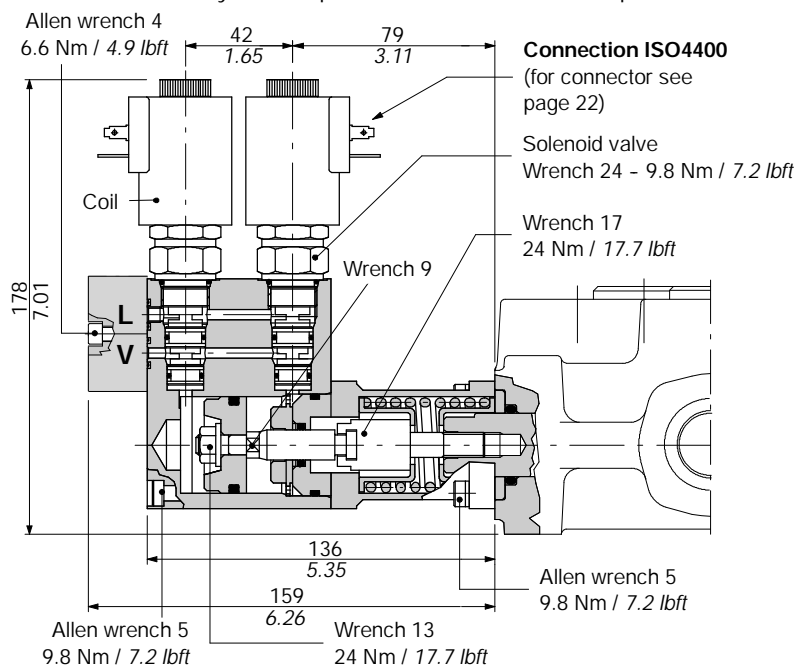 Allen wrench 4
6.6 Nm / 4.9 lbft
42
1.65
79
3.11
Connection ISO4400
(for connector see
page 22)
Solenoid valve
Wrench 24 - 9.8 Nm / 7.2 lbft
Coil
Wrench 17
24 Nm / 17.7 lbft
Wrench 9
178
7.01
L
V
136
5.35
159
6.26
Allen wrench 5
9.8 Nm / 7.2 lbft
Allen wrench 5
9.8 Nm / 7.2 lbft
Wrench 13
24 Nm / 17.7 lbft